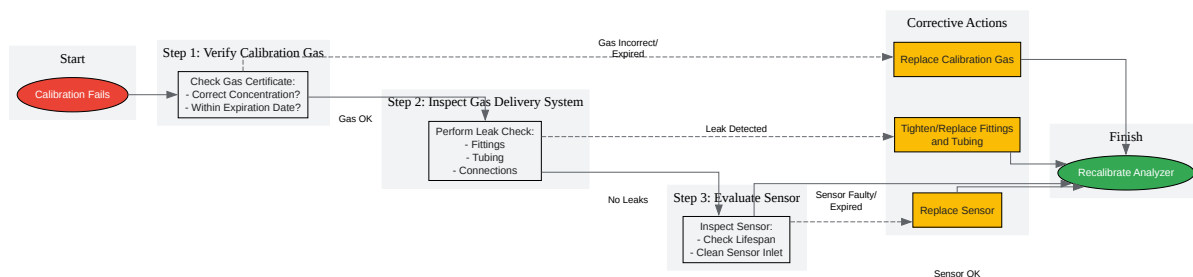 Start
Calibration Fails
Step 1: Verify Calibration Gas
Check Gas Certificate:
- Correct Concentration?
- Within Expiration Date?
Gas Incorrect/
Expired
Gas OK
Step 2: Inspect Gas Delivery System
Perform Leak Check:
- Fittings
- Tubing
- Connections
Leak Detected
No Leaks
Step 3: Evaluate Sensor
Inspect Sensor:
- Check Lifespan
- Clean Sensor Inlet
Sensor Faulty/
Expired
Sensor OK
Corrective Actions
Replace Calibration Gas
Tighten/Replace Fittings
and Tubing
Replace Sensor
Finish
Recalibrate Analyzer